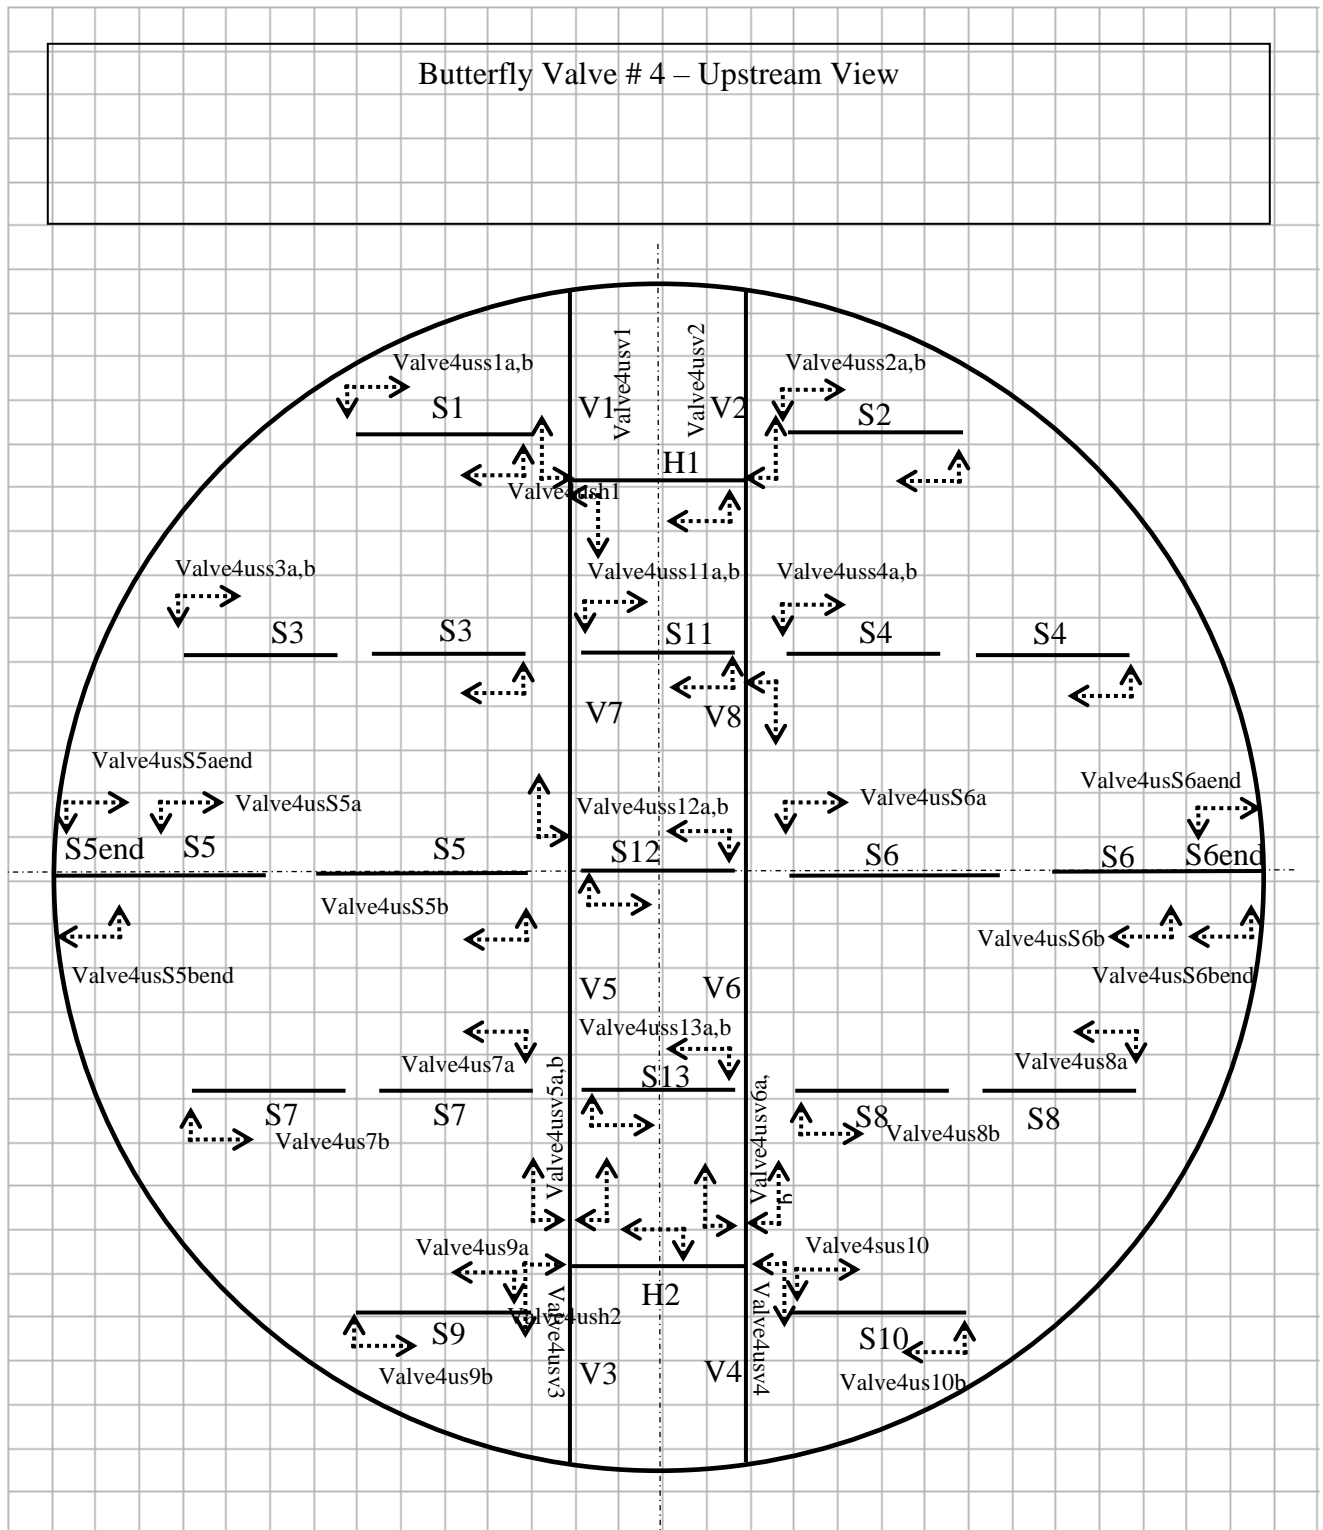 Butterfly Valve # 4 – Upstream View
Valve4usv1
Valve4usv2
Valve4uss1a,b
Valve4uss2a,b
S1
V1
V2
S2
H1
Valve4ush1
Valve4uss3a,b
Valve4uss11a,b
Valve4uss4a,b
S3
S3
S11
S4
S4
V7
V8
Valve4usS5aend
Valve4usS5a
Valve4uss12a,b
Valve4usS6a
Valve4usS6aend
S5end
S5
S5
S12
S6
S6
S6end
Valve4usS5b
Valve4usS6b
Valve4usS5bend
Valve4usS6bend
V5
V6
Valve4uss13a,b
Valve4us7a
Valve4us8a
Valve4usv5a,b
Valve4usv6a,
b
S13
S7
S7
S8
S8
Valve4us7b
Valve4us8b
Valve4us9a
Valve4sus10
H2
Valve4ush2
Valve4usv3
Valve4usv4
S9
S10
Valve4us9b
V3
V4
Valve4us10b